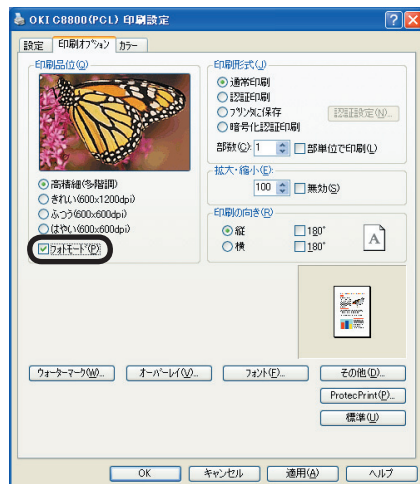 OKI C8800(PCL) 印刷設定
設定 印刷オプション カラー
印刷品位(Q)
高精細(多階調)
きれい(600x1200dpi)
ふつう(600x600dpi)
はやい(600x600dpi)
フォトモード(P)
印刷形式(J)
通常印刷
認証印刷
プリンタに保存
認証設定(N)...
暗号化認証印刷
部数(C): 1 部単位で印刷(L)
拡大・縮小(E):
100 無効(S)
印刷の向き(R)
縦 180°
横 180°
A
ウォーターマーク(W)... オーバーレイ(V)... フォント(F)... その他(D)...
ProtecPrint(P)...
標準(U)
OK キャンセル 適用(A) ヘルプ